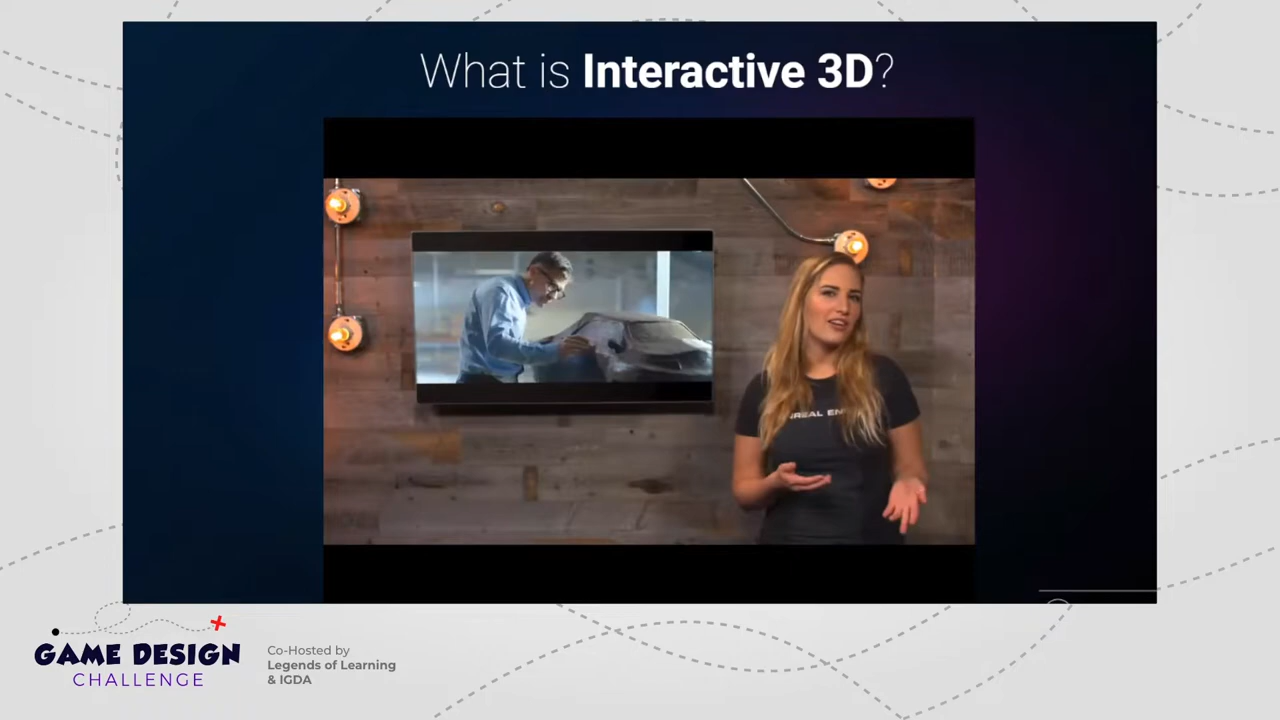 What is Interactive 3D?
GAME DESIGN
CHALLENGE
Co-Hosted by
Legends of Learning
& IGDA